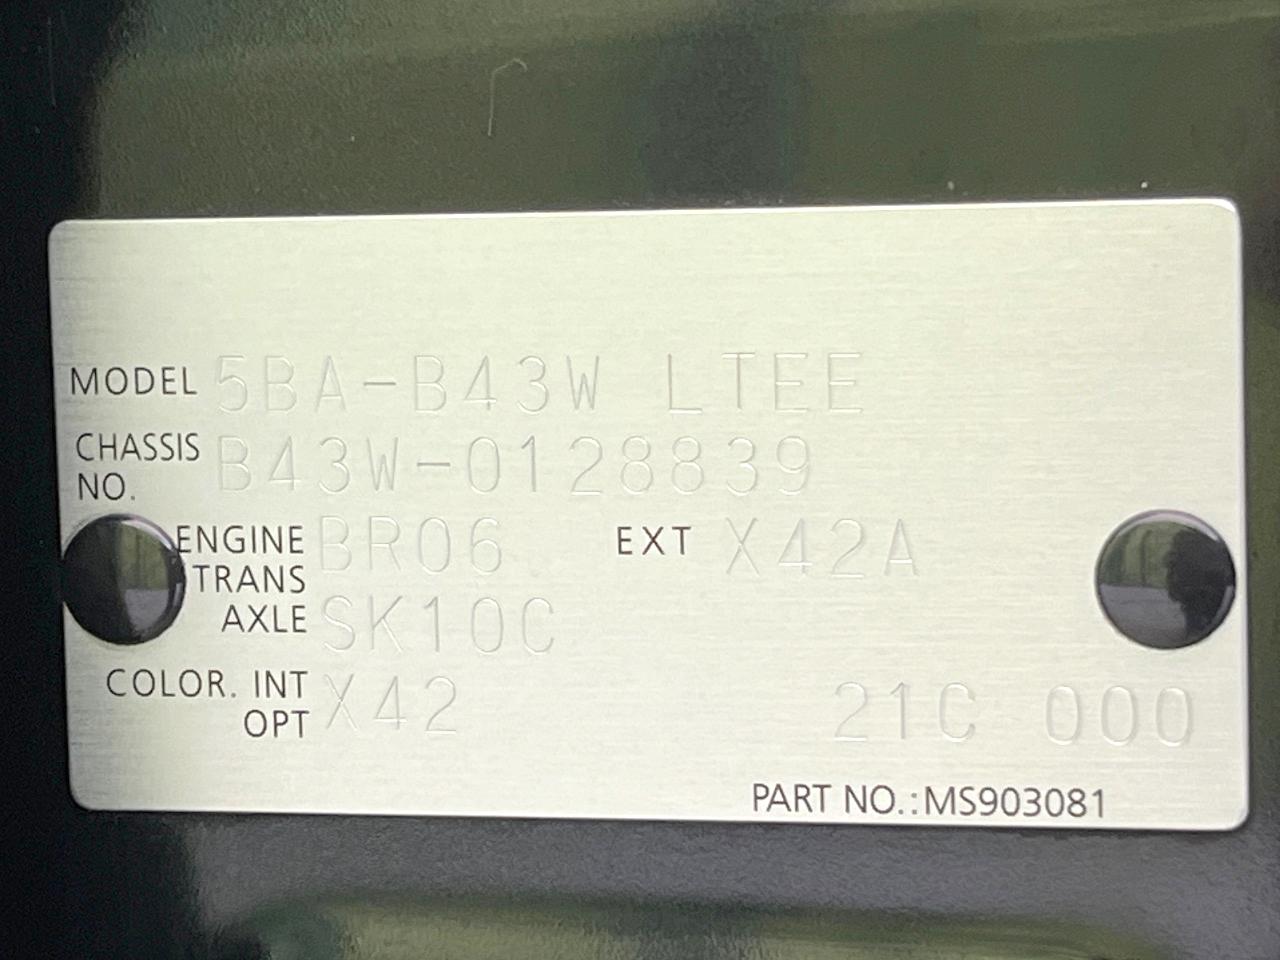 MODEL 5BA-B43W LTEE
CHASSIS NO. B43W-0128839
ENGINE BR06 EXT X42A
TRANS AXLE SK10C
COLOR. INT OPT X42 21C 000
PART NO.:MS903081